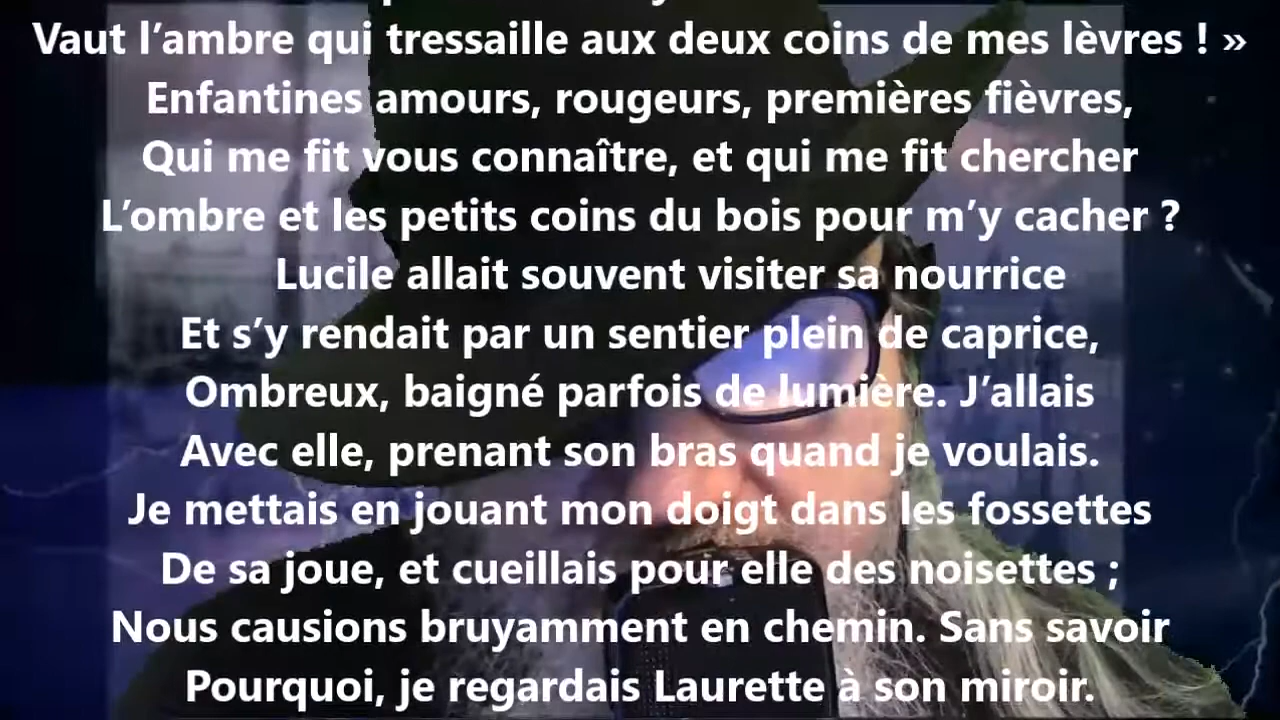 Vaut l’ambre qui tressaille aux deux coins de mes lèvres ! »
Enfantines amours, rougeurs, premières fièvres,
Qui me fit vous connaître, et qui me fit chercher
L’ombre et les petits coins du bois pour m’y cacher ?
Lucile allait souvent visiter sa nourrice
Et s’y rendait par un sentier plein de caprice,
Ombreux, baigné parfois de lumière. J’allais
Avec elle, prenant son bras quand je voulais.
Je mettais en jouant mon doigt dans les fossettes
De sa joue, et cueillais pour elle des noisettes ;
Nous causions bruyamment en chemin. Sans savoir
Pourquoi, je regardais Laurette à son miroir.